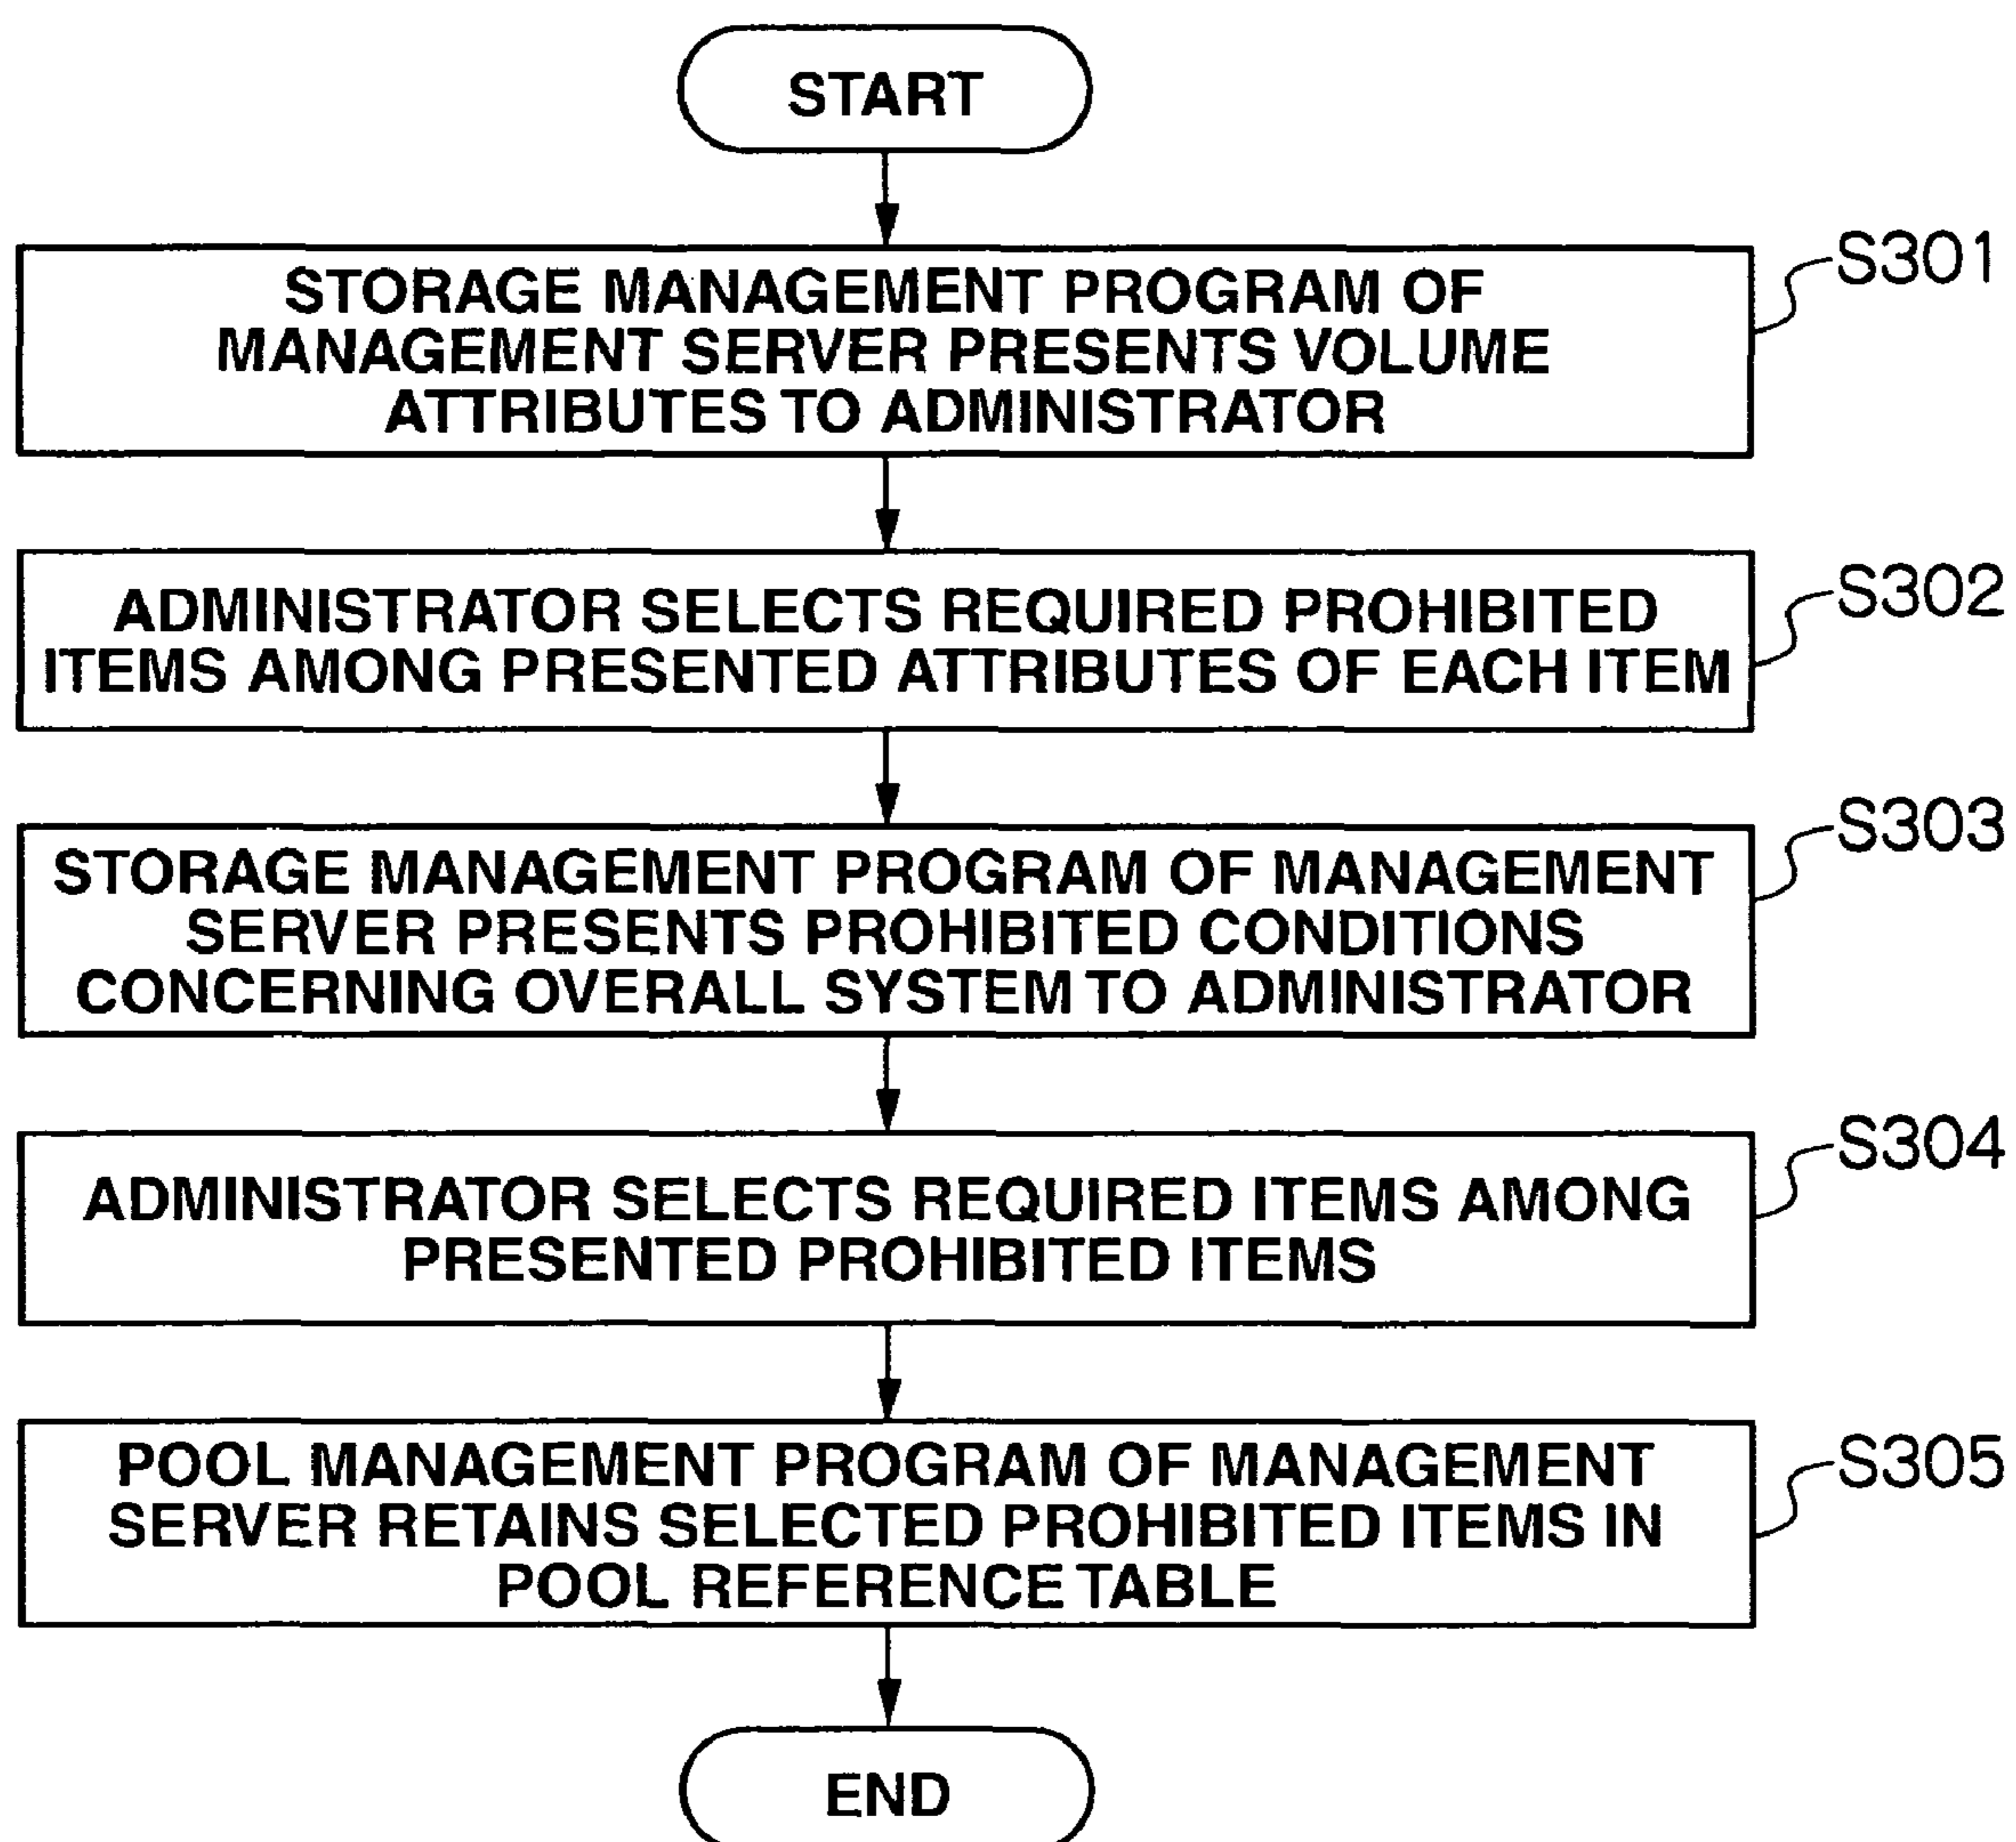 START
S301
STORAGE MANAGEMENT PROGRAM OF
MANAGEMENT SERVER PRESENTS VOLUME
ATTRIBUTES TO ADMINISTRATOR
S302
ADMINISTRATOR SELECTS REQUIRED PROHIBITED
ITEMS AMONG PRESENTED ATTRIBUTES OF EACH ITEM
S303
STORAGE MANAGEMENT PROGRAM OF MANAGEMENT
SERVER PRESENTS PROHIBITED CONDITIONS
CONCERNING OVERALL SYSTEM TO ADMINISTRATOR
S304
ADMINISTRATOR SELECTS REQUIRED ITEMS AMONG
PRESENTED PROHIBITED ITEMS
S305
POOL MANAGEMENT PROGRAM OF MANAGEMENT
SERVER RETAINS SELECTED PROHIBITED ITEMS IN
POOL REFERENCE TABLE
END